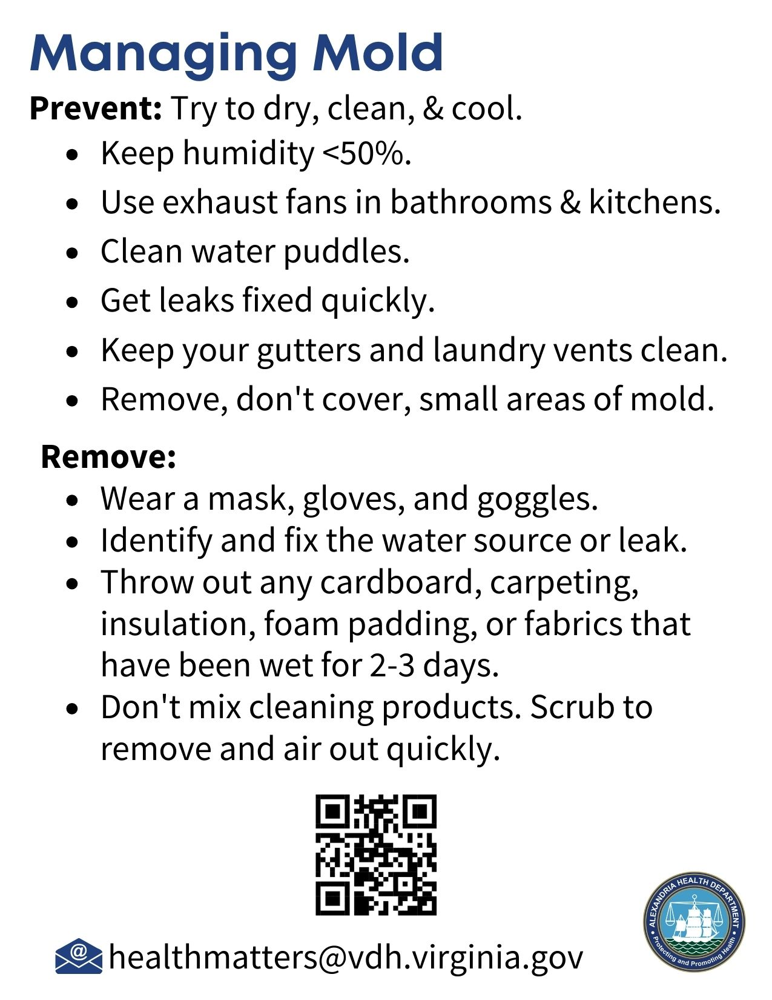 Managing Mold
Prevent: Try to dry, clean, & cool.
• Keep humidity <50%.
• Use exhaust fans in bathrooms & kitchens.
• Clean water puddles.
• Get leaks fixed quickly.
• Keep your gutters and laundry vents clean.
• Remove, don't cover, small areas of mold.
Remove:
• Wear a mask, gloves, and goggles.
• Identify and fix the water source or leak.
• Throw out any cardboard, carpeting,
insulation, foam padding, or fabrics that
have been wet for 2-3 days.
• Don't mix cleaning products. Scrub to
remove and air out quickly.
ALEXANDRIA HEALTH DEPARTMENT
• Protecting and Promoting Health •
@ healthmatters@vdh.virginia.gov